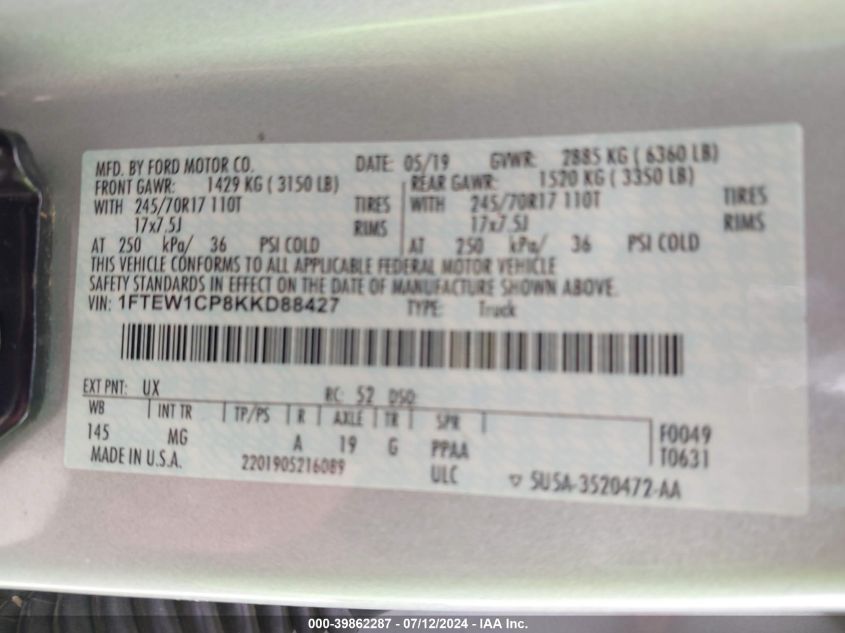 MFD. BY FORD MOTOR CO. DATE: 05/19 GVWR: 2885 KG ( 6360 LB)
FRONT GAWR: 1429 KG ( 3150 LB) REAR GAWR: 1520 KG ( 3350 LB)
WITH 245/70R17 110T TIRES WITH 245/70R17 110T TIRES
17x7.5J RIMS 17x7.5J RIMS
AT 250 kPa/ 36 PSI COLD AT 250 kPa/ 36 PSI COLD
THIS VEHICLE CONFORMS TO ALL APPLICABLE FEDERAL MOTOR VEHICLE
SAFETY STANDARDS IN EFFECT ON THE DATE OF MANUFACTURE SHOWN ABOVE.
VIN: 1FTEW1CP8KKD88427 TYPE: Truck
EXT PNT: UX RC: 52 DSO:
WB INT TR TP/PS R AXLE TR SPR
145 MG A 19 G PPAA F0049
MADE IN U.S.A. 2201905216089 ULC T0631
5U5A-3520472-AA
000-39862287 - 07/12/2024 - IAA Inc.